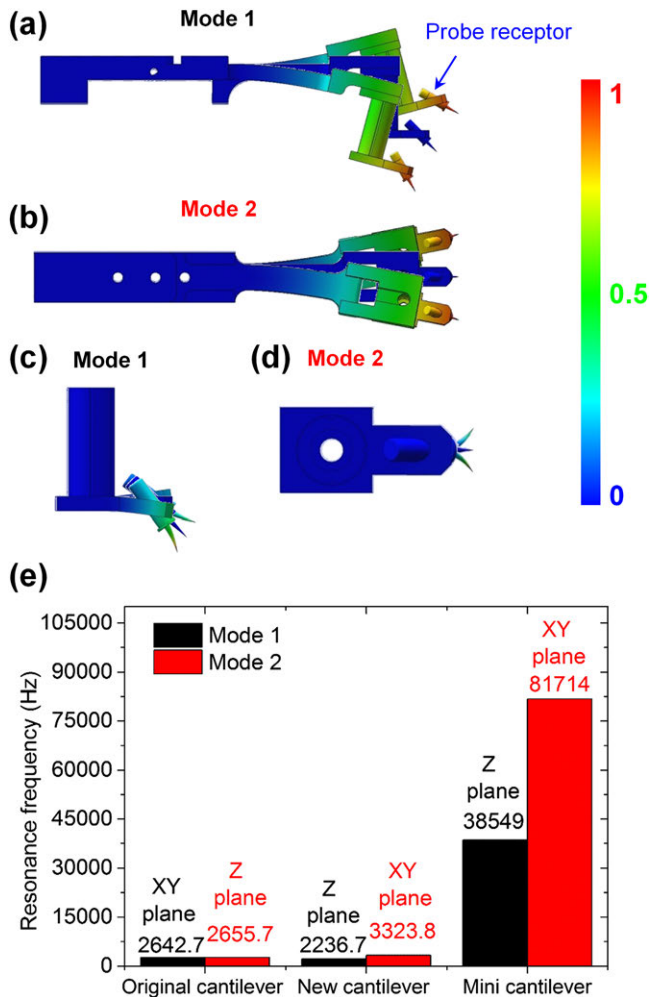 (a)
Mode 1
Probe receptor
1
(b)
Mode 2
0.5
(c)
Mode 1
(d)
Mode 2
0
(e)
Resonance frequency (Hz)
105000
90000
75000
60000
45000
30000
15000
0
Mode 1
Mode 2
XY
plane
2642.7
Z
plane
2655.7
Z
plane
2236.7
XY
plane
3323.8
Z
plane
38549
XY
plane
81714
Original cantilever
New cantilever
Mini cantilever